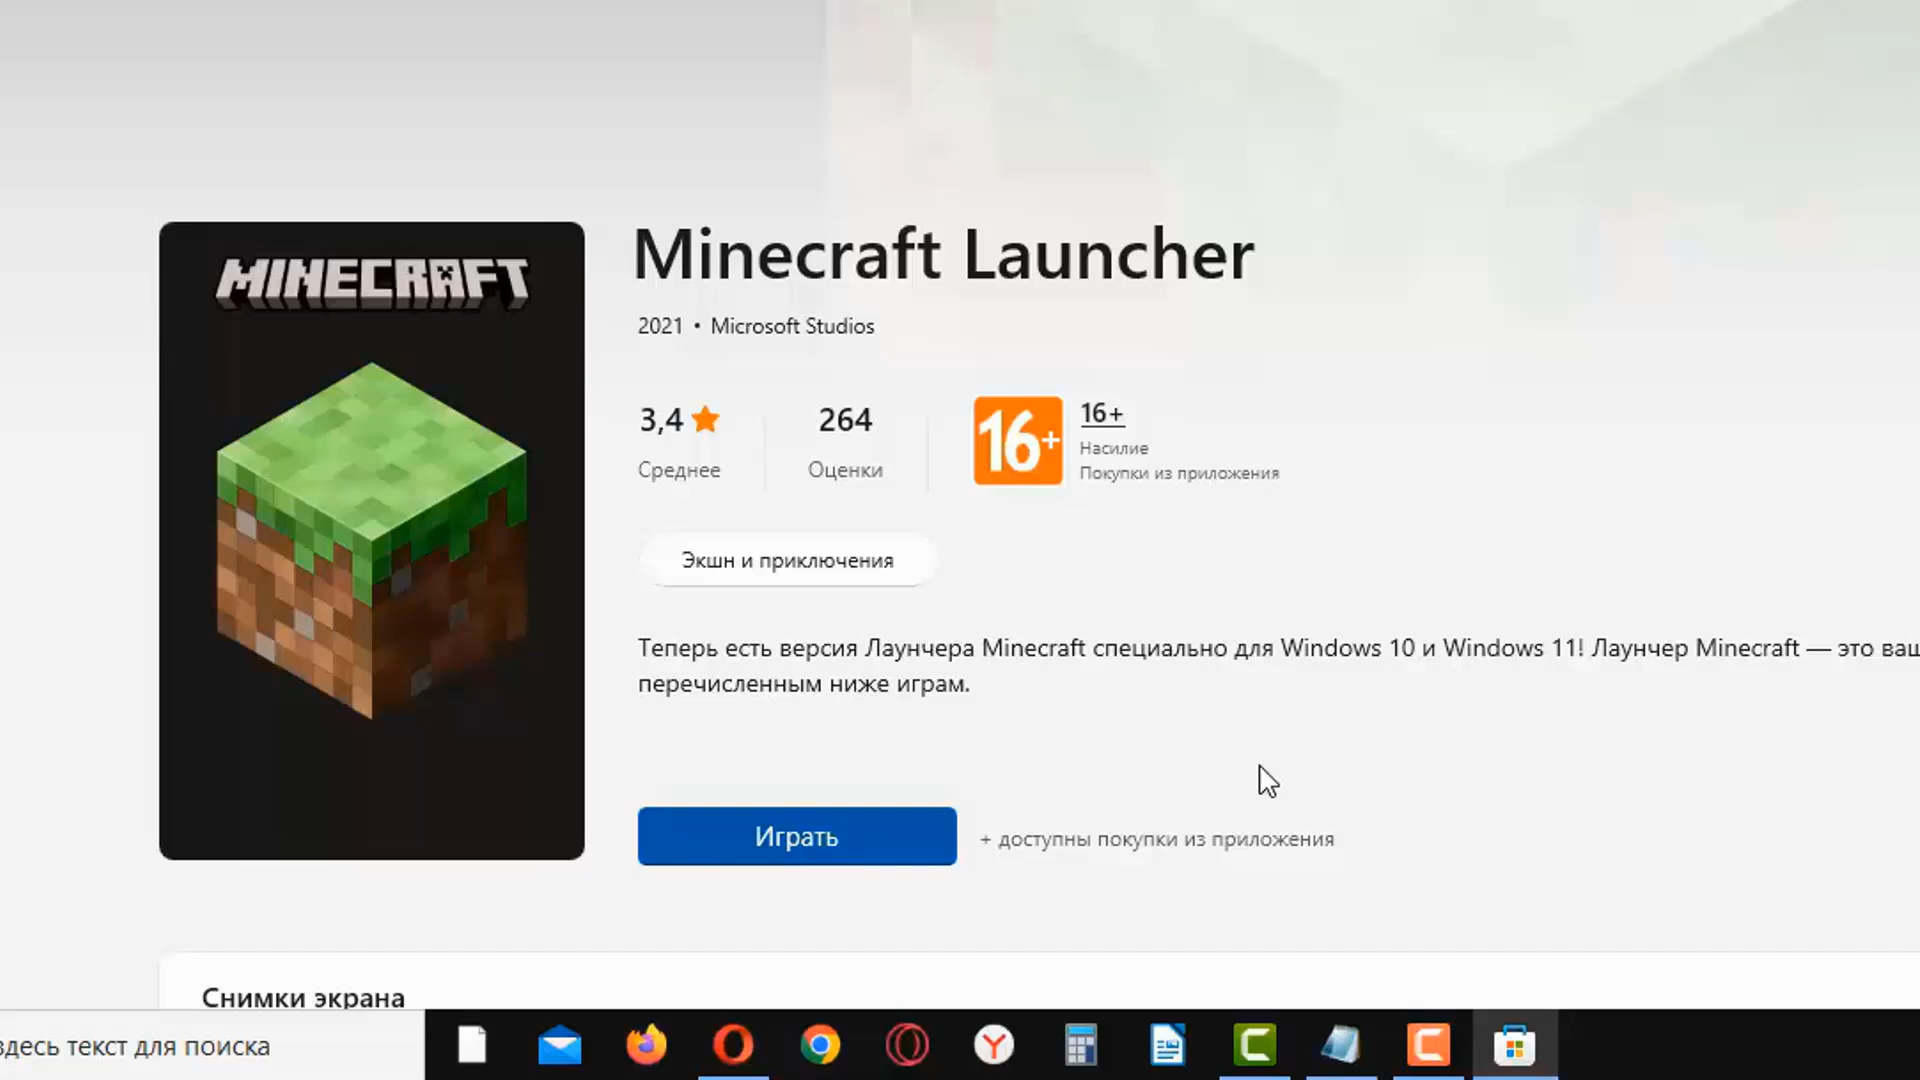 MINECRAFT
Minecraft Launcher
2021 • Microsoft Studios
3,4
Среднее
264
Оценки
16+
16+
Насилие
Покупки из приложения
Экшн и приключения
Теперь есть версия Лаунчера Minecraft специально для Windows 10 и Windows 11! Лаунчер Minecraft — это ваш
перечисленным ниже играм.
Играть
+ доступны покупки из приложения
Снимки экрана
здесь текст для поиска